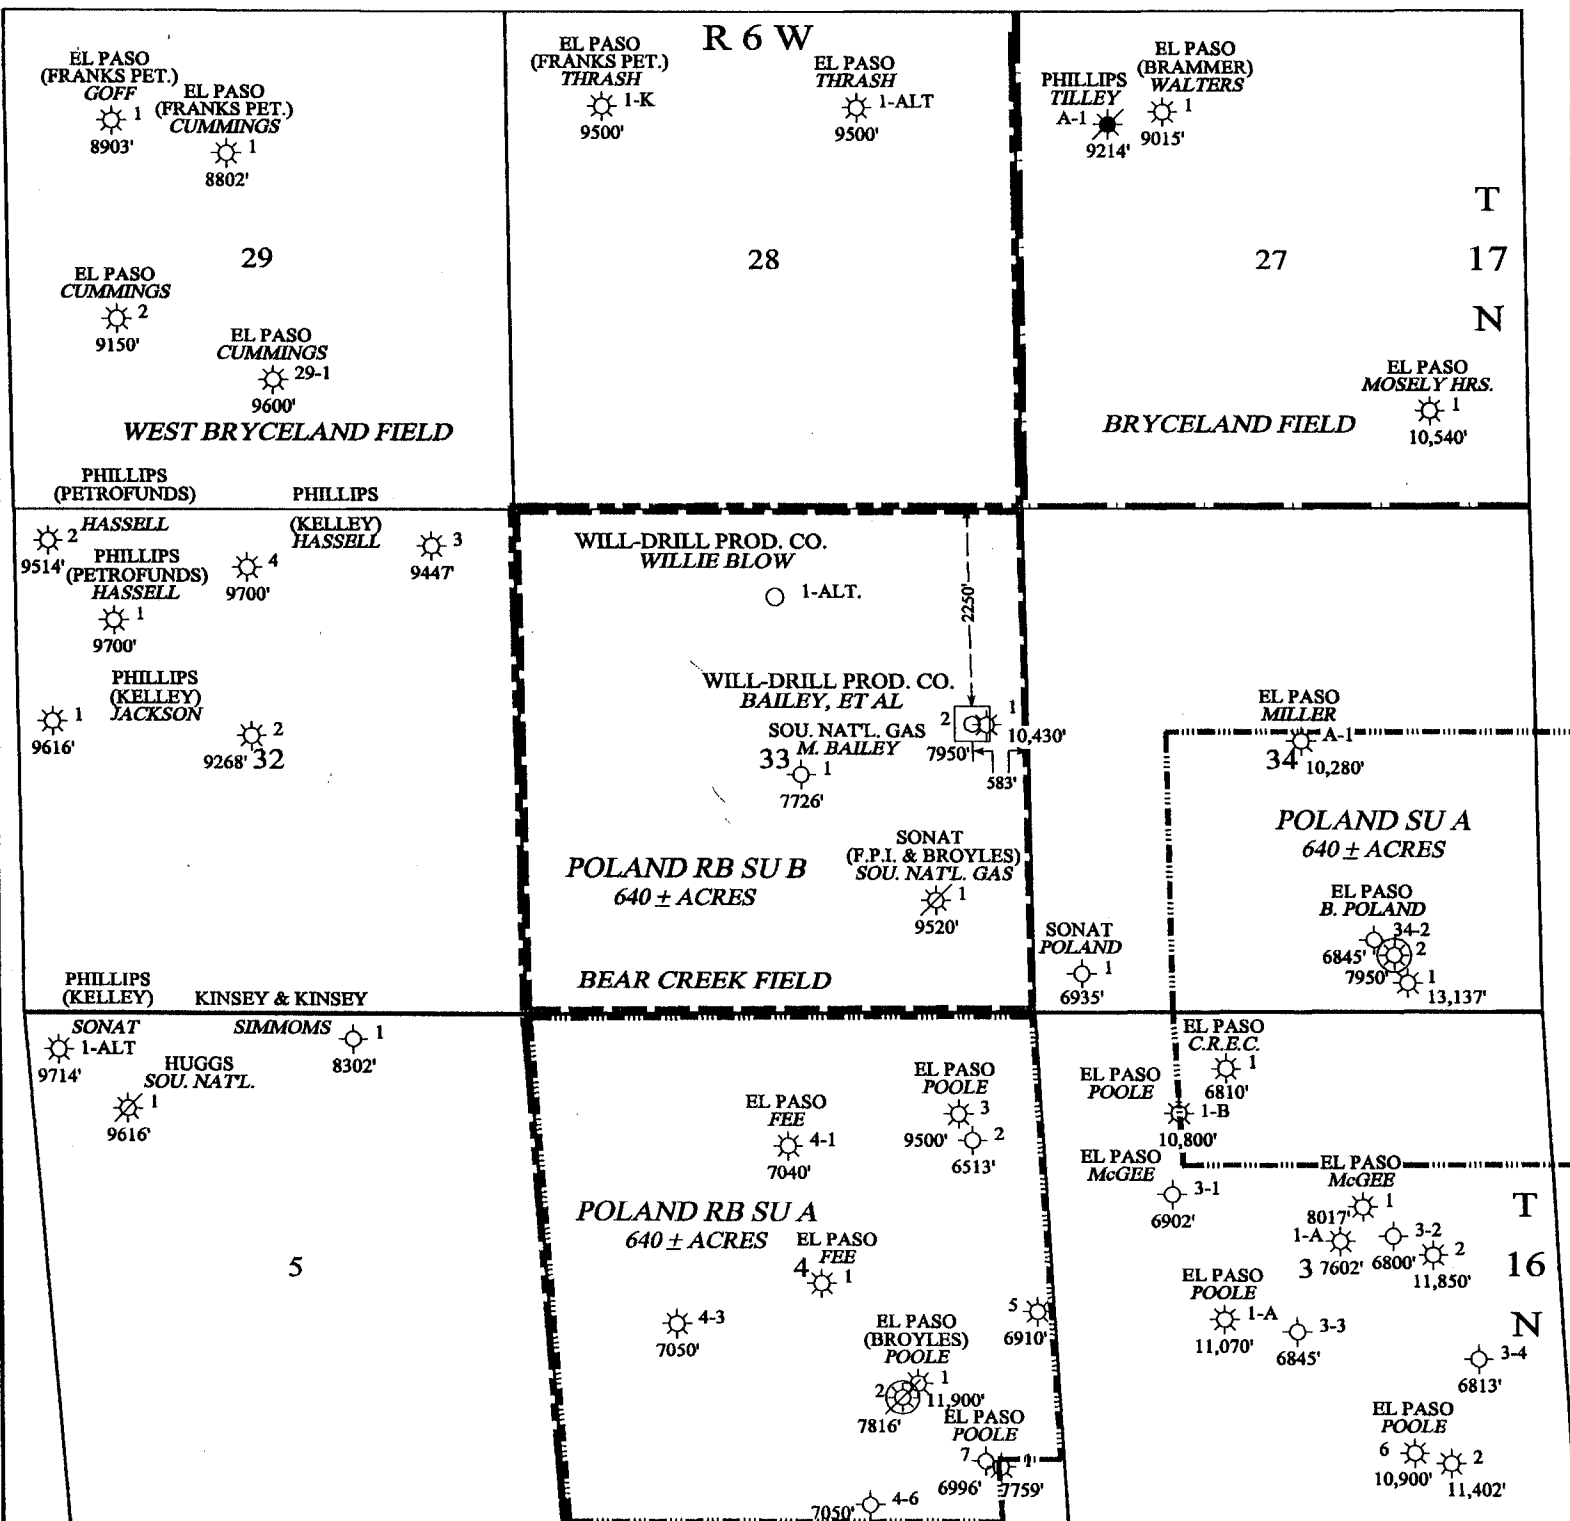 R 6 W
EL PASO
(FRANKS PET.)
GOFF
1
8903'
EL PASO
(FRANKS PET.)
CUMMINGS
1
8802'
EL PASO
(FRANKS PET.)
THRASH
1-K
9500'
EL PASO
THRASH
1-ALT
9500'
PHILLIPS
TILLEY
A-1
9214'
EL PASO
(BRAMMER)
WALTERS
1
9015'
T
17
N
29
28
27
EL PASO
CUMMINGS
2
9150'
EL PASO
CUMMINGS
29-1
9600'
WEST BRYCELAND FIELD
BRYCELAND FIELD
EL PASO
MOSELY HRS.
1
10,540'
PHILLIPS
(PETROFUNDS)
HASSELL
2
9514'
PHILLIPS
(KELLEY)
HASSELL
3
9447'
4
9700'
PHILLIPS
(PETROFUNDS)
HASSELL
1
9700'
PHILLIPS
(KELLEY)
JACKSON
1
9616'
2
9268'
32
WILL-DRILL PROD. CO.
WILLIE BLOW
1-ALT.
2250'
WILL-DRILL PROD. CO.
BAILEY, ET AL
2
7950'
1
10,430'
583'
SOU. NAT'L. GAS
M. BAILEY
33
1
7726'
SONAT
(F.P.I. & BROYLES)
SOU. NAT'L. GAS
1
9520'
POLAND RB SU B
640 ± ACRES
BEAR CREEK FIELD
EL PASO
MILLER
A-1
34
10,280'
POLAND SU A
640 ± ACRES
EL PASO
B. POLAND
34-2
6845'
2
7950'
1
13,137'
SONAT
POLAND
1
6935'
PHILLIPS
(KELLEY)
SONAT
1-ALT
9714'
KINSEY & KINSEY
SIMMOMS
1
8302'
HUGGS
SOU. NAT'L.
1
9616'
5
EL PASO
FEE
4-1
7040'
EL PASO
POOLE
3
9500'
2
6513'
POLAND RB SU A
640 ± ACRES
EL PASO
FEE
4
1
4-3
7050'
5
6910'
EL PASO
(BROYLES)
POOLE
1
11,900'
2
7816'
EL PASO
POOLE
7
6996'
1
7759'
4-6
7050'
EL PASO
C.R.E.C.
1
6810'
EL PASO
POOLE
1-B
10,800'
EL PASO
McGEE
3-1
6902'
EL PASO
McGEE
1
8017'
1-A
7602'
3-2
6800'
2
11,850'
3
T
16
N
EL PASO
POOLE
1-A
11,070'
3-3
6845'
3-4
6813'
EL PASO
POOLE
6
10,900'
2
11,402'